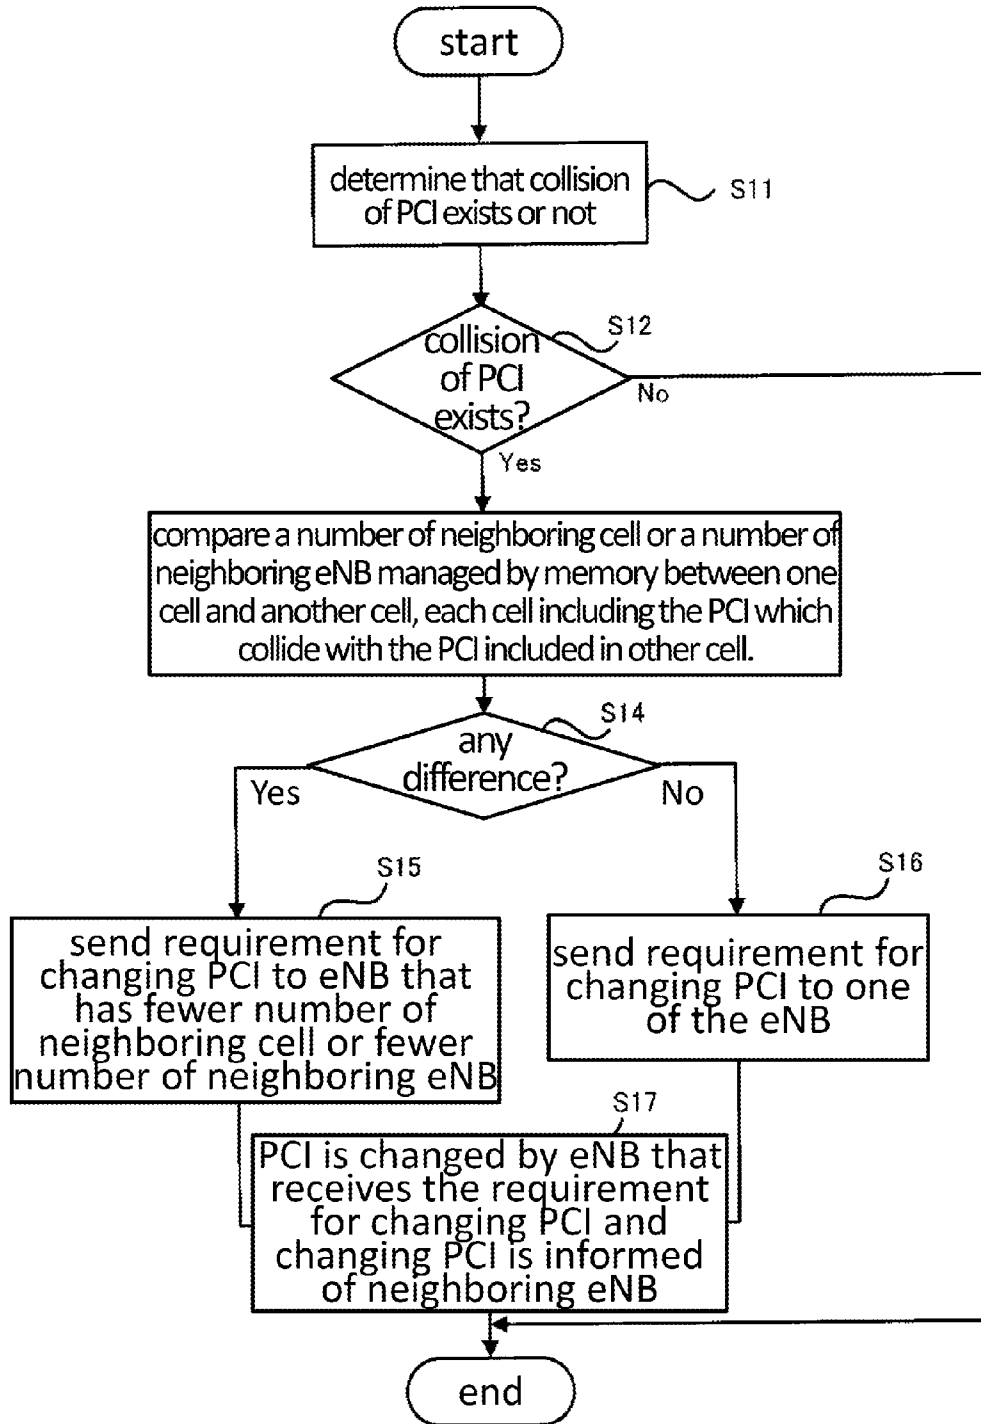 start
determine that collision
of PCI exists or not
S11
S12
collision
of PCI
exists?
No
Yes
compare a number of neighboring cell or a number of
neighboring eNB managed by memory between one
cell and another cell, each cell including the PCI which
collide with the PCI included in other cell.
S14
any
difference?
Yes
No
S15
S16
send requirement for
changing PCI to eNB that
has fewer number of
neighboring cell or fewer
number of neighboring eNB
send requirement for
changing PCI to one
of the eNB
S17
PCI is changed by eNB that
receives the requirement
for changing PCI and
changing PCI is informed
of neighboring eNB
end